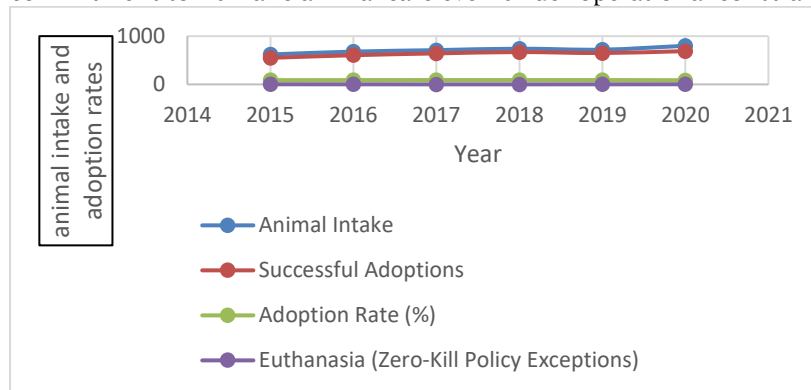 1000
0
2014 2015 2016 2017 2018 2019 2020 2021
animal intake and
adoption rates
Year
Animal Intake
Successful Adoptions
Adoption Rate (%)
Euthanasia (Zero-Kill Policy Exceptions)